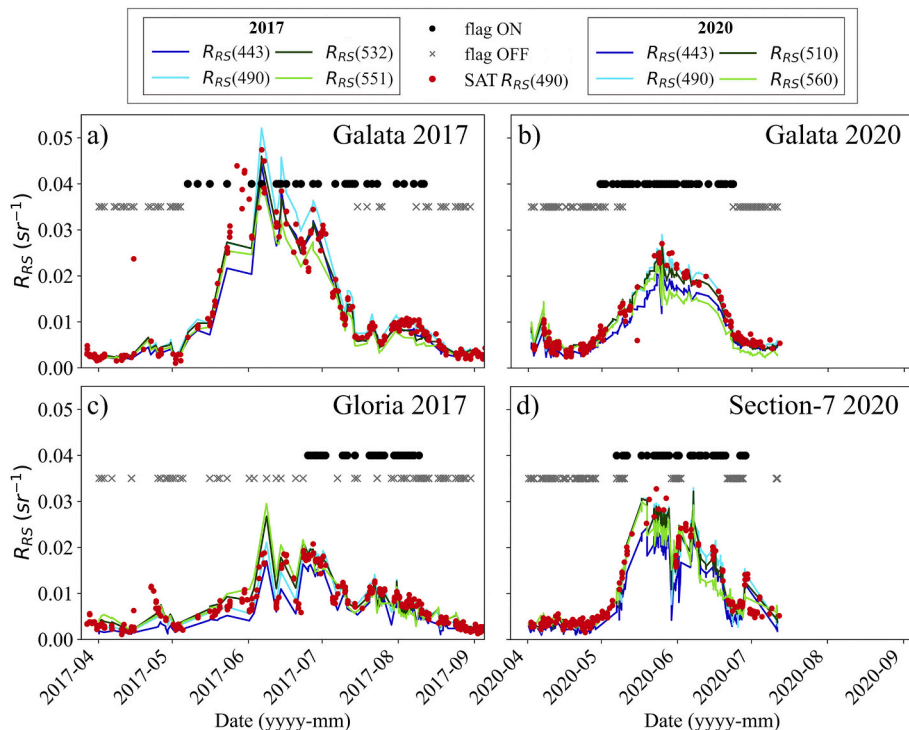 2017
flag ON
2020
R_RS(443)
R_RS(532)
flag OFF
R_RS(443)
R_RS(510)
R_RS(490)
R_RS(551)
SAT R_RS(490)
R_RS(490)
R_RS(560)
a)
Galata 2017
b)
Galata 2020
0.05
0.04
0.03
0.02
0.01
0.00
R_RS (sr⁻¹)
c)
Gloria 2017
d)
Section-7 2020
0.05
0.04
0.03
0.02
0.01
0.00
R_RS (sr⁻¹)
2017-04
2017-05
2017-06
2017-07
2017-08
2017-09
2020-04
2020-05
2020-06
2020-07
2020-08
2020-09
Date (yyyy-mm)
Date (yyyy-mm)